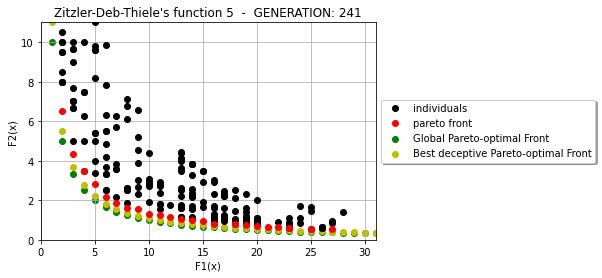 Zitzler-Deb-Thiele's function 5 - GENERATION: 241
F2(x)
10
8
6
4
2
0
0 5 10 15 20 25 30
F1(x)
individuals
pareto front
Global Pareto-optimal Front
Best deceptive Pareto-optimal Front